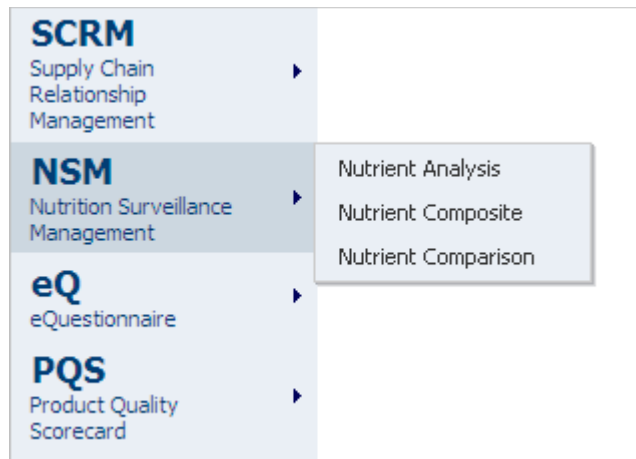 SCRM
Supply Chain
Relationship
Management
NSM
Nutrition Surveillance
Management
Nutrient Analysis
Nutrient Composite
Nutrient Comparison
eQ
eQuestionnaire
PQS
Product Quality
Scorecard